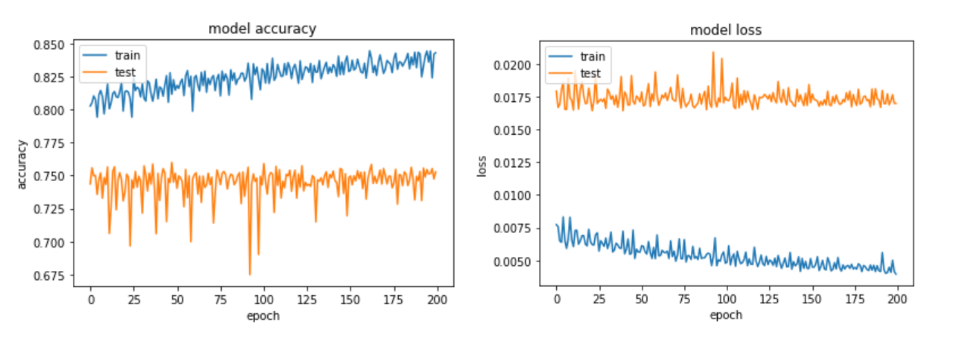 model accuracy
0.850
0.825
0.800
0.775
0.750
0.725
0.700
0.675
accuracy
train
test
0 25 50 75 100 125 150 175 200
epoch
model loss
0.0200
0.0175
0.0150
0.0125
0.0100
0.0075
0.0050
loss
train
test
0 25 50 75 100 125 150 175 200
epoch